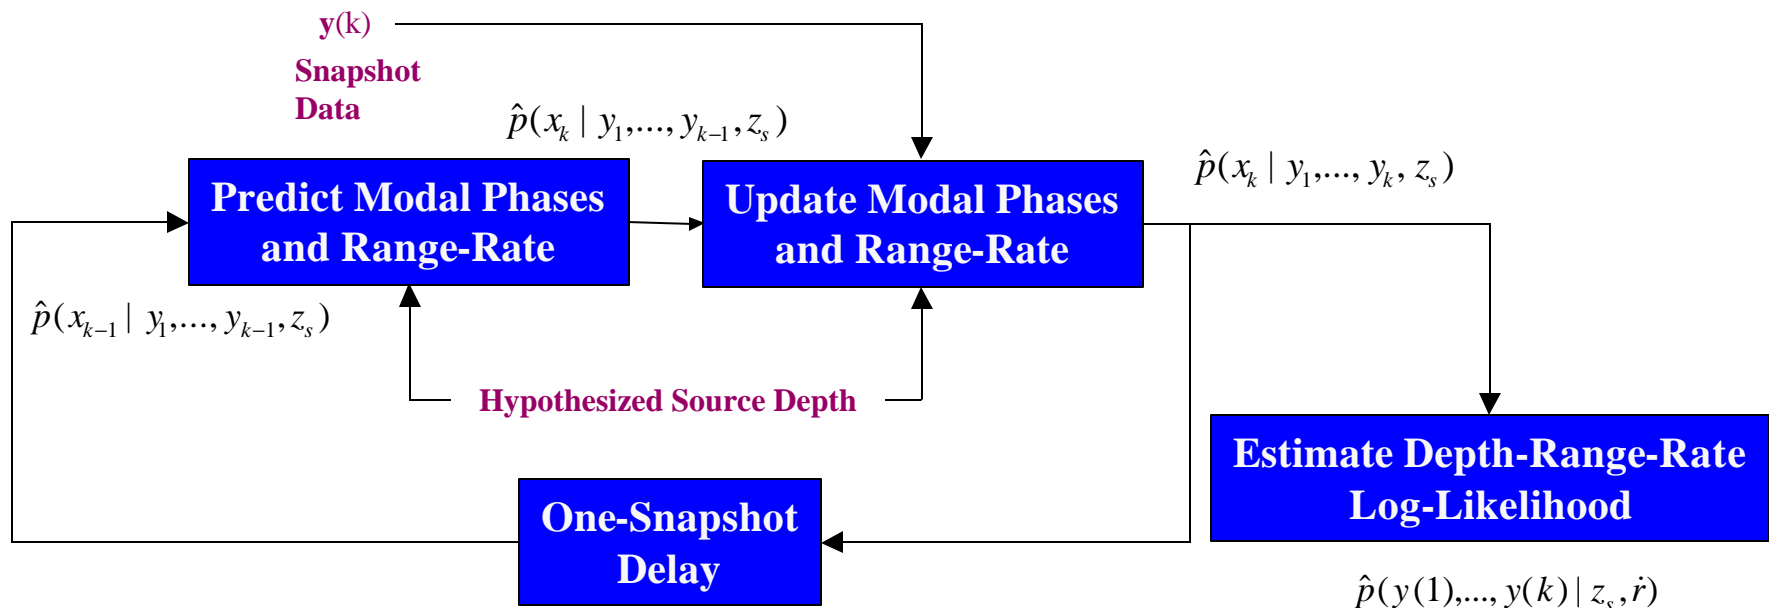 y(k)
Snapshot
Data
p̂(x_k | y_1,..., y_{k−1}, z_s)
p̂(x_k | y_1,..., y_k, z_s)
Predict Modal Phases
and Range-Rate
Update Modal Phases
and Range-Rate
p̂(x_{k−1} | y_1,..., y_{k−1}, z_s)
Hypothesized Source Depth
Estimate Depth-Range-Rate
Log-Likelihood
One-Snapshot
Delay
p̂(y(1),..., y(k) | z_s, ṙ)